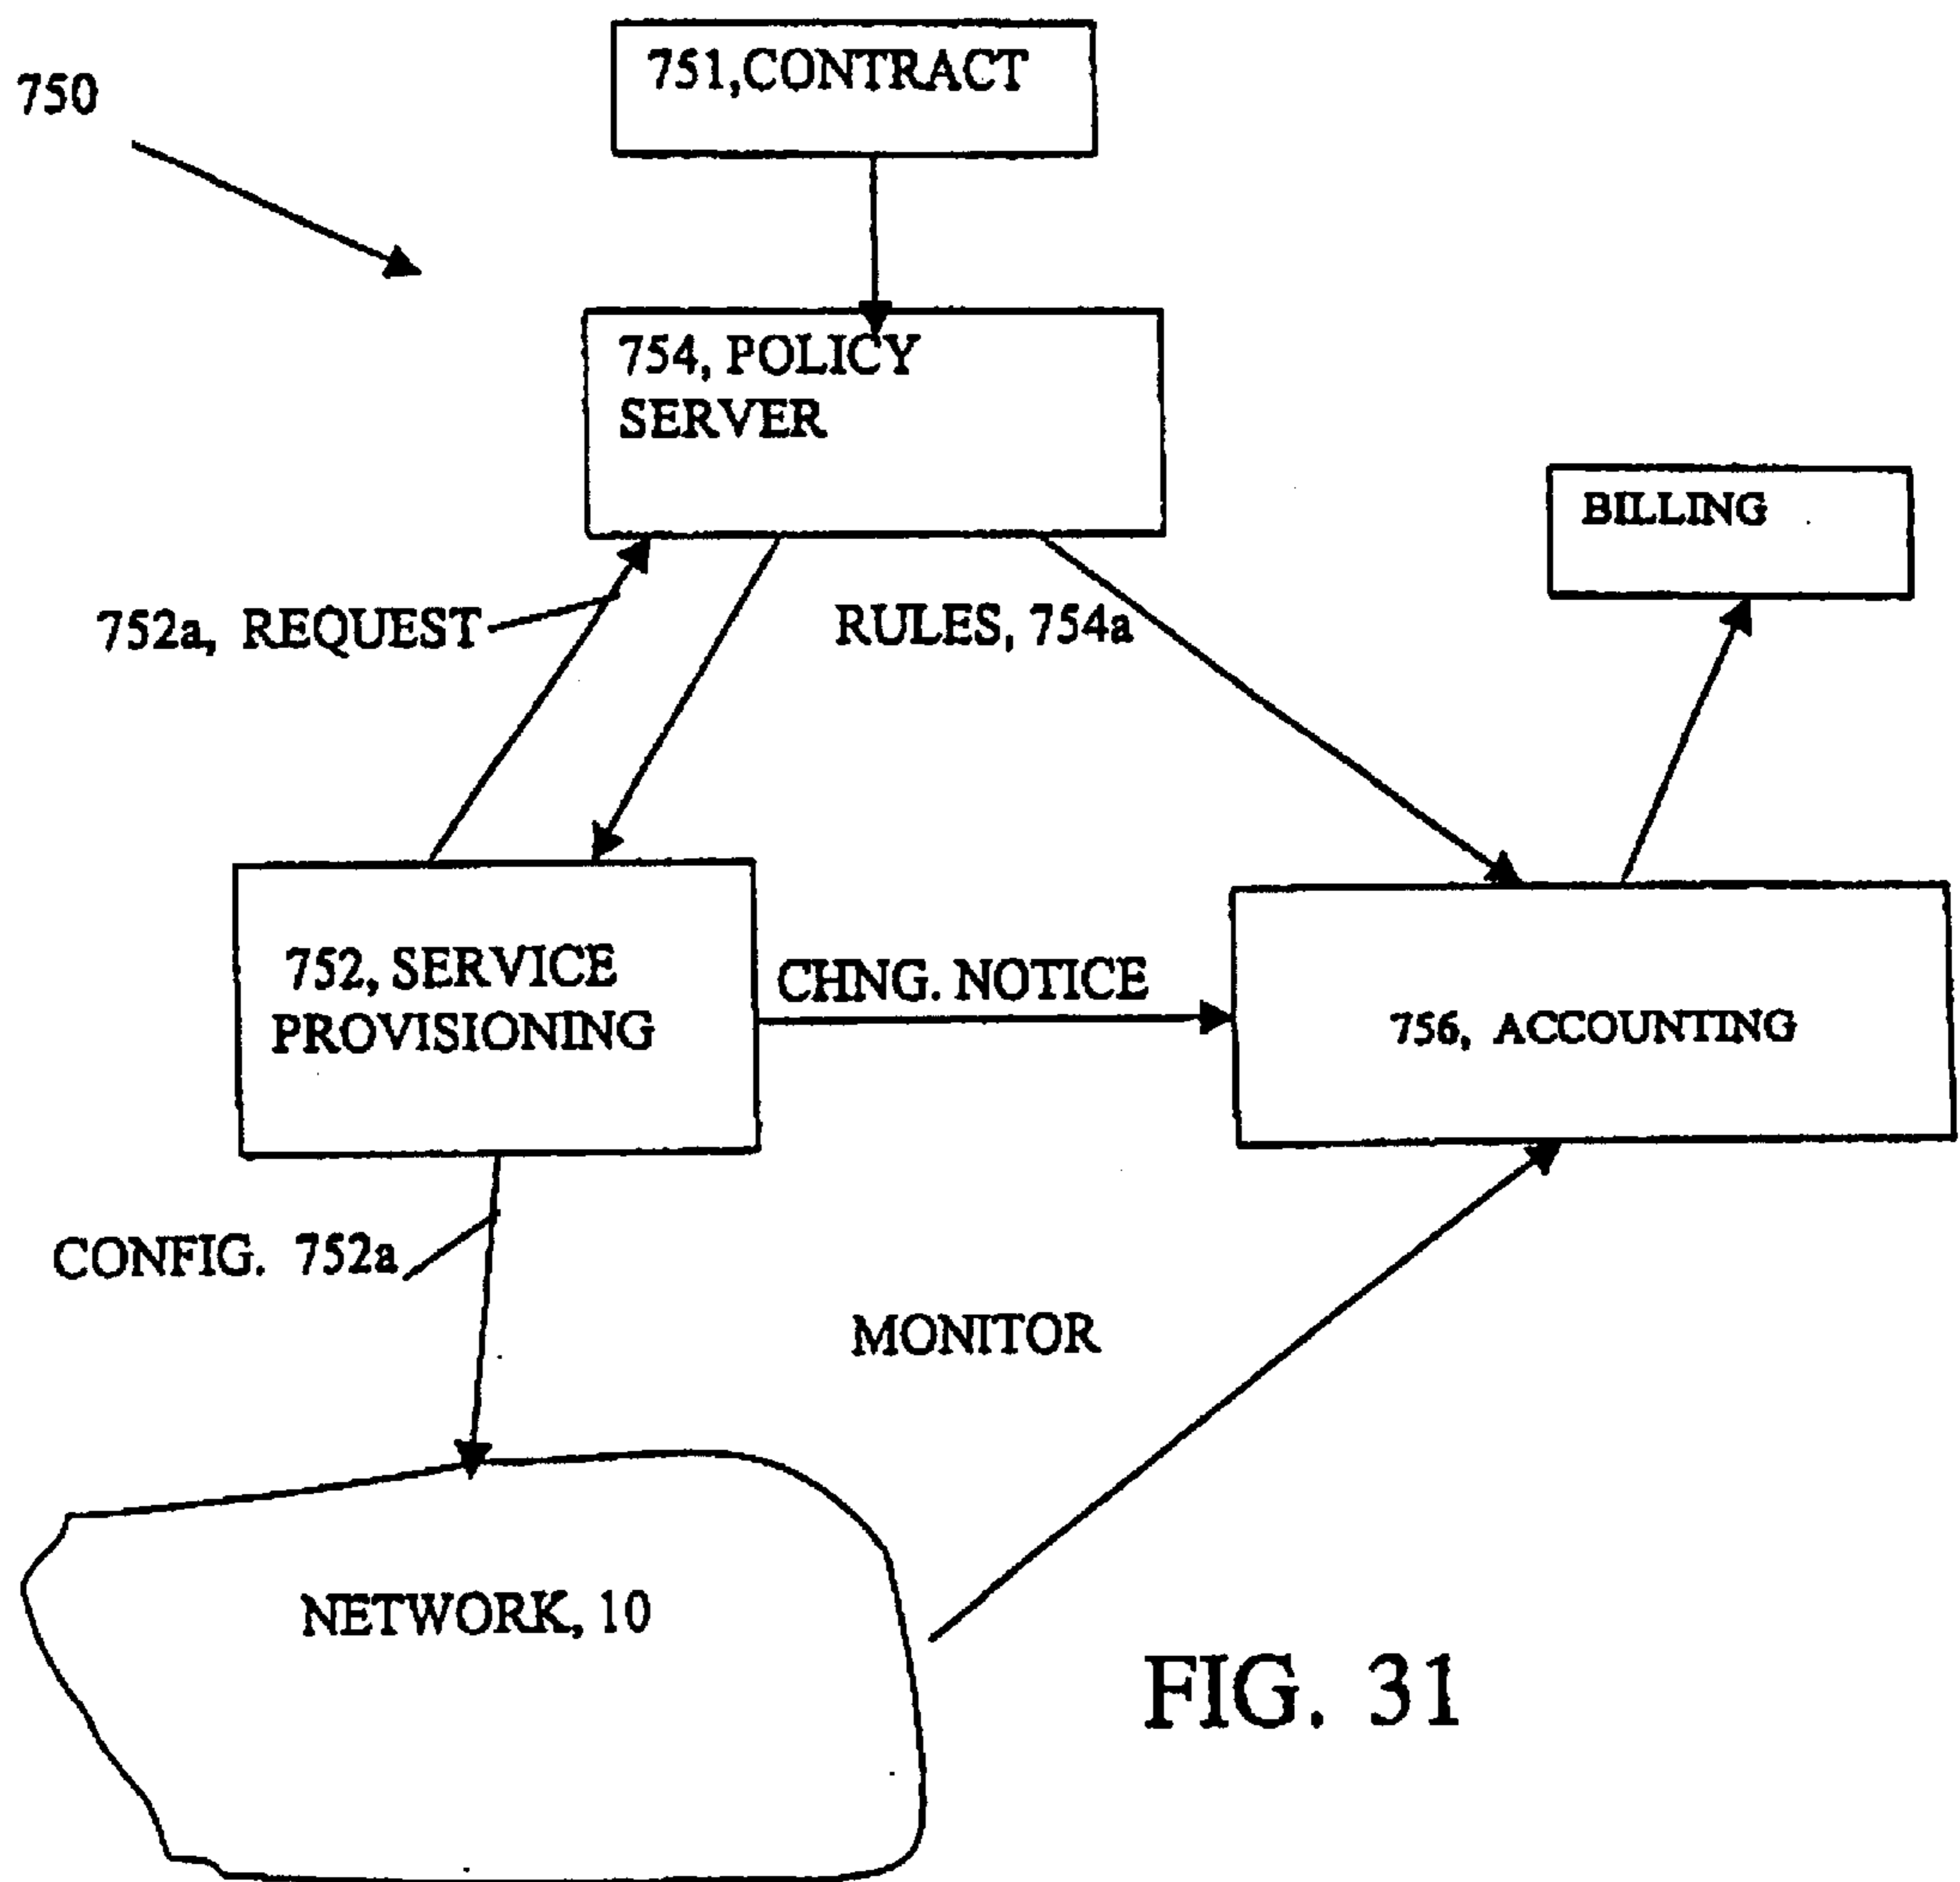 751,CONTRACT
750
754, POLICY
SERVER
BILLING
752a, REQUEST
RULES, 754a
752, SERVICE
PROVISIONING
CHNG. NOTICE
756, ACCOUNTING
CONFIG. 752a
MONITOR
NETWORK, 10
FIG. 31